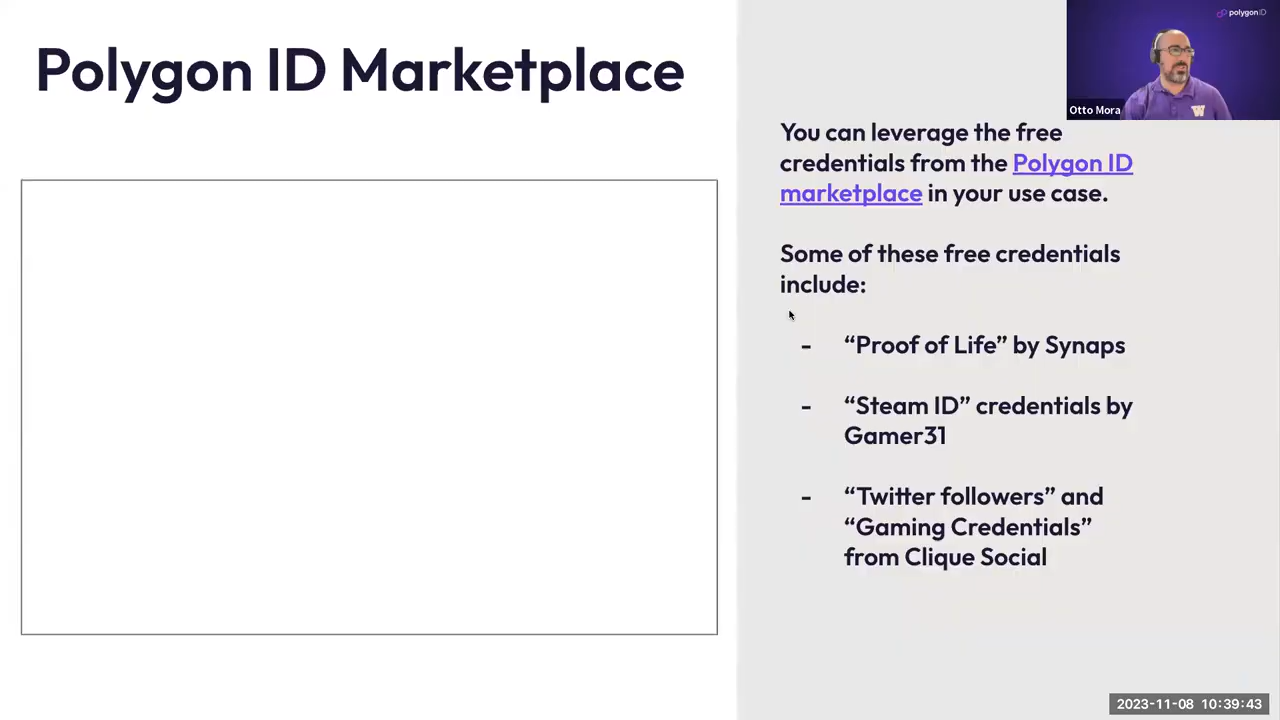 Polygon ID Marketplace
polygonID
Otto Mora
W
You can leverage the free
credentials from the Polygon ID
marketplace in your use case.
Some of these free credentials
include:
- “Proof of Life” by Synaps
- “Steam ID” credentials by
Gamer31
- “Twitter followers” and
“Gaming Credentials”
from Clique Social
2023-11-08 10:39:43